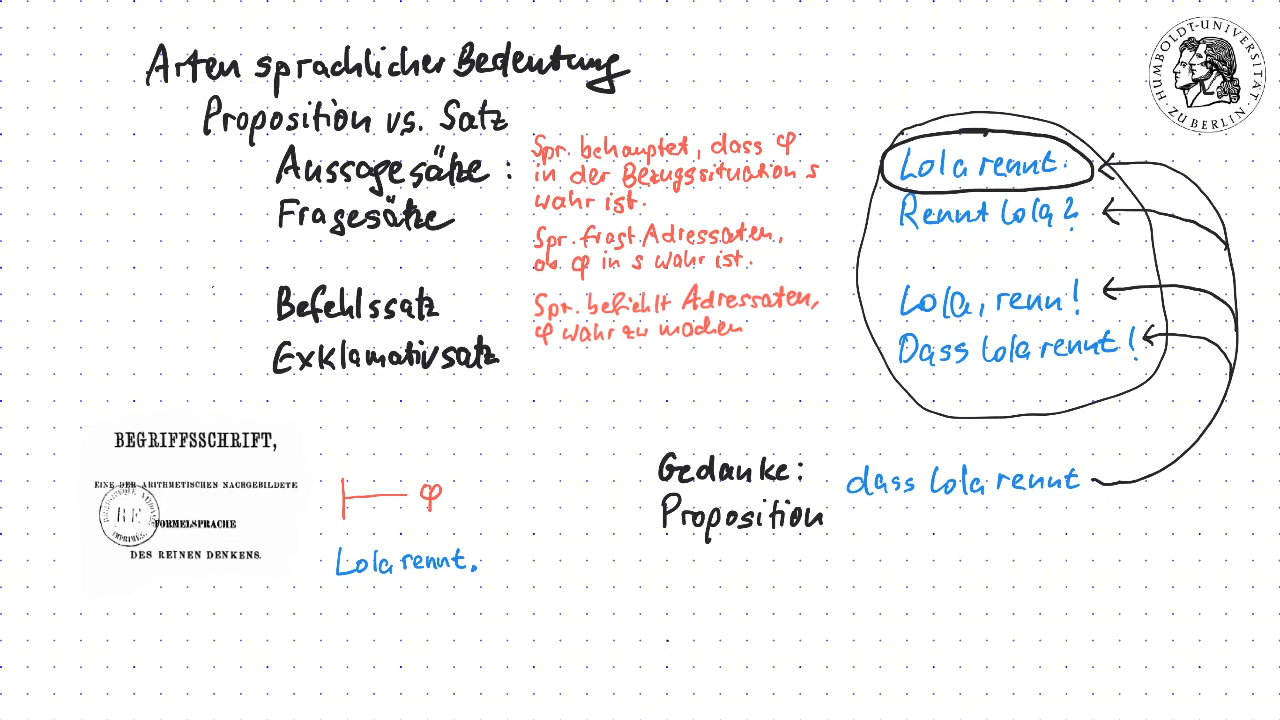 Arten sprachlicher Bedeutung
Proposition vs. Satz
Aussagesätze :
Spr. behauptet, dass φ
in der Bezugssituation s
wahr ist.
Fragesätze
Spr. fragt Adressaten,
ob φ in s wahr ist.
Befehlssatz
Spr. befiehlt Adressaten,
φ wahr zu machen
Exklamativsatz
HUMBOLDT-UNIVERSITÄT ZU BERLIN
Lola rennt.
Rennt Lola?
Lola, renn!
Dass Lola rennt!
BEGRIFFSSCHRIFT,
EINE DER ARITHMETISCHEN NACHGEBILDETE
FORMELSPRACHE
DES REINEN DENKENS.
φ
Lola rennt.
Gedanke:
Proposition
dass Lola rennt